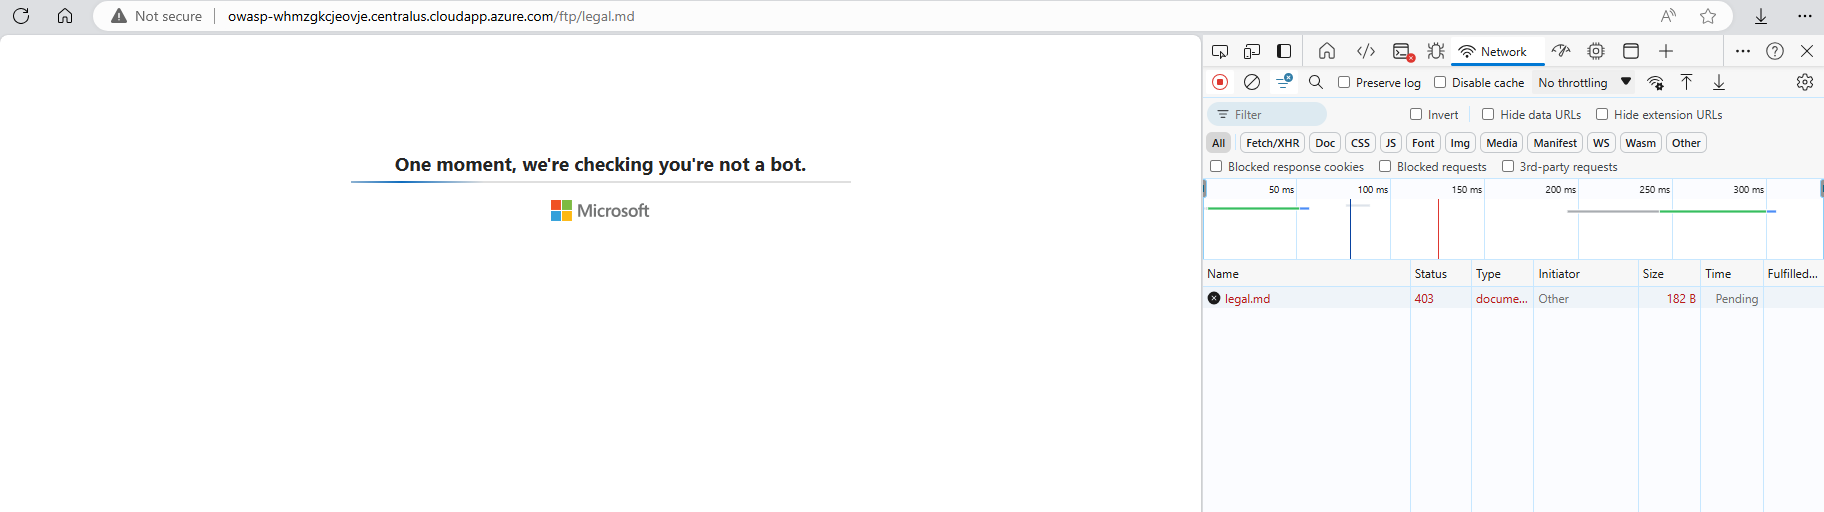 Not secure owasp-whmzgkcjeovje.centralus.cloudapp.azure.com/ftp/legal.md
One moment, we're checking you're not a bot.
Microsoft
Network
Preserve log Disable cache No throttling
Filter Invert Hide data URLs Hide extension URLs
All Fetch/XHR Doc CSS JS Font Img Media Manifest WS Wasm Other
Blocked response cookies Blocked requests 3rd-party requests
50 ms 100 ms 150 ms 200 ms 250 ms 300 ms
Name Status Type Initiator Size Time Fulfilled...
legal.md 403 docume... Other 182 B Pending